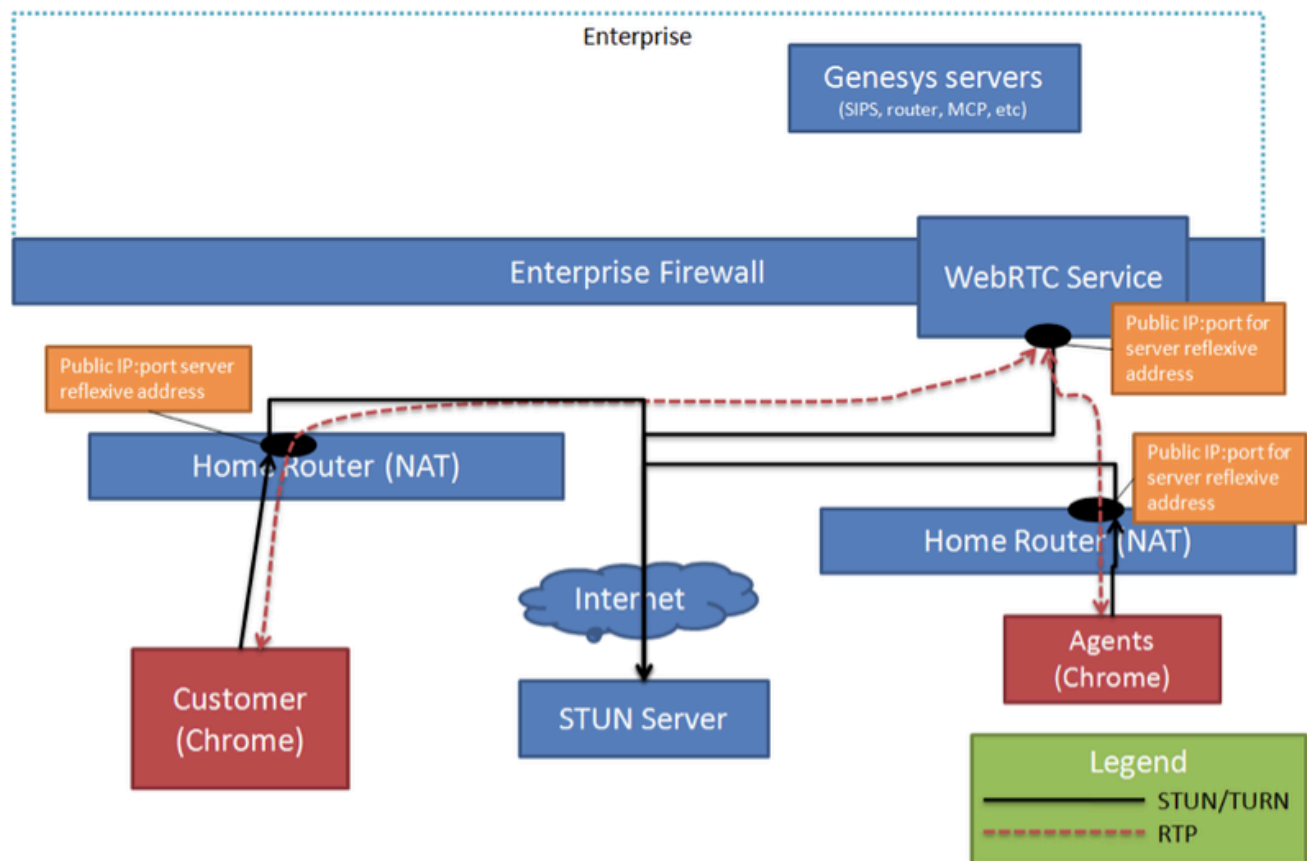 Enterprise
Genesys servers
(SIPS, router, MCP, etc)
Enterprise Firewall
WebRTC Service
Public IP:port for
server reflexive
address
Public IP:port server
reflexive address
Home Router (NAT)
Public IP:port for
server reflexive
address
Home Router (NAT)
Internet
Customer
(Chrome)
STUN Server
Agents
(Chrome)
Legend
STUN/TURN
RTP